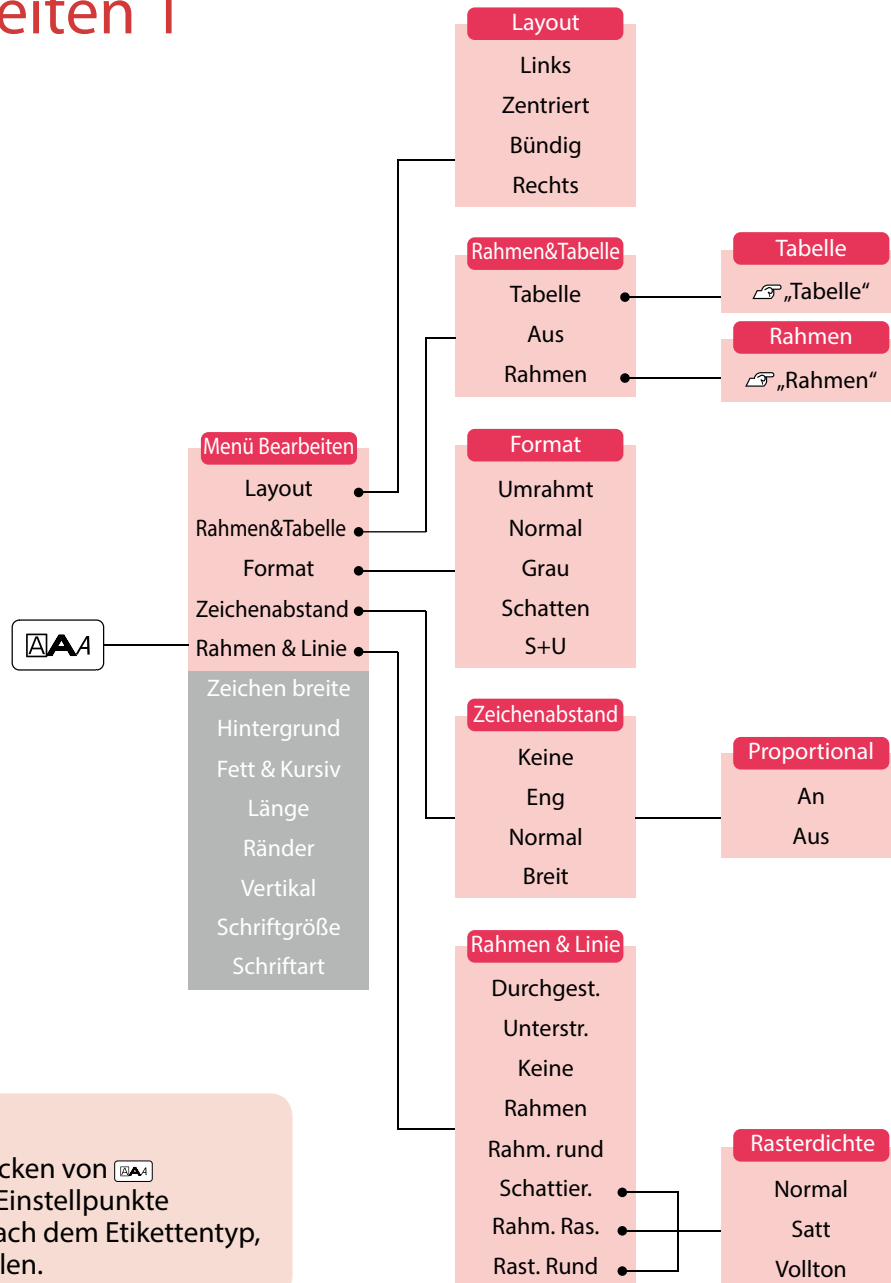 eiten 1
Layout
Links
Zentriert
Bündig
Rechts
Rahmen&Tabelle
Tabelle
Aus
Rahmen
Tabelle
„Tabelle“
Rahmen
„Rahmen“
Menü Bearbeiten
Layout
Rahmen&Tabelle
Format
Zeichenabstand
Rahmen & Linie
Zeichen breite
Hintergrund
Fett & Kursiv
Länge
Ränder
Vertikal
Schriftgröße
Schriftart
AAA
Format
Umrahmt
Normal
Grau
Schatten
S+U
Zeichenabstand
Keine
Eng
Normal
Breit
Proportional
An
Aus
Rahmen & Linie
Durchgest.
Unterstr.
Keine
Rahmen
Rahm. rund
Schattier.
Rahm. Ras.
Rast. Rund
Rasterdichte
Normal
Satt
Vollton
cken von AAA
Einstellpunkte
ach dem Etikettentyp,
len.